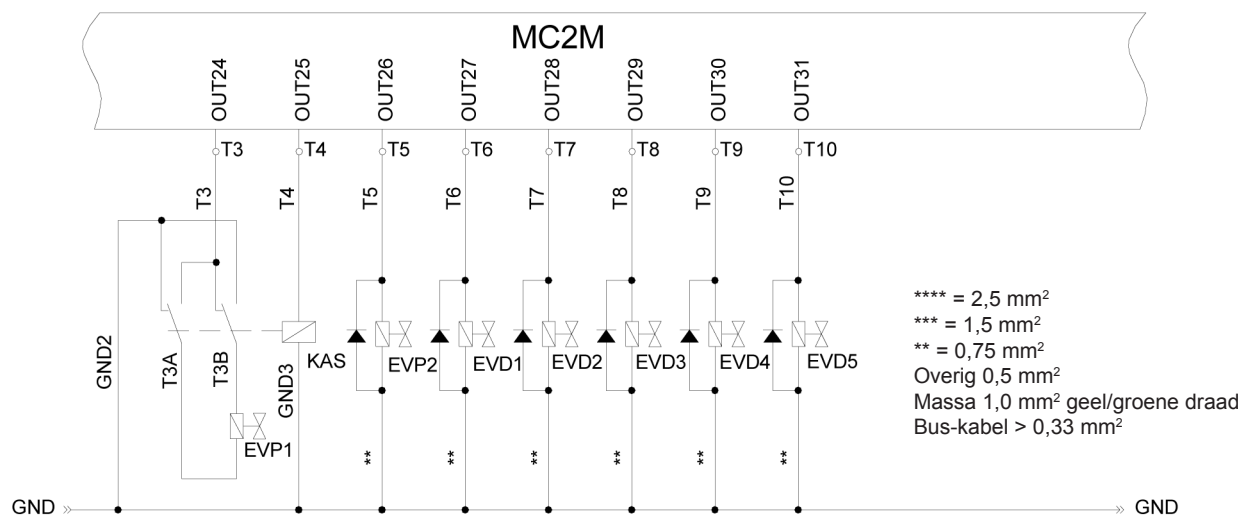 MC2M
OUT24 OUT25 OUT26 OUT27 OUT28 OUT29 OUT30 OUT31
T3 T4 T5 T6 T7 T8 T9 T10
T3 T4 T5 T6 T7 T8 T9 T10
GND2 T3A T3B GND3 KAS EVP2 EVD1 EVD2 EVD3 EVD4 EVD5
EVP1
** ** ** ** ** **
GND GND
**** = 2,5 mm²
*** = 1,5 mm²
** = 0,75 mm²
Overig 0,5 mm²
Massa 1,0 mm² geel/groene draad
Bus-kabel > 0,33 mm²